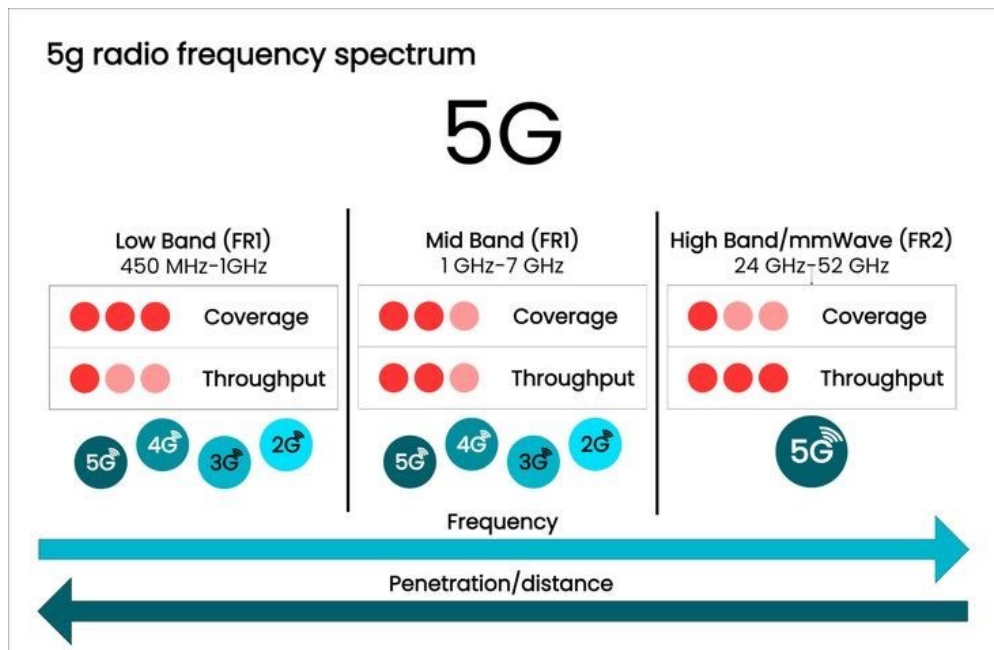 5g radio frequency spectrum
5G
Low Band (FR1)
450 MHz-1GHz
Coverage
Throughput
5G
4G
3G
2G
Mid Band (FR1)
1 GHz-7 GHz
Coverage
Throughput
5G
4G
3G
2G
High Band/mmWave (FR2)
24 GHz-52 GHz
Coverage
Throughput
5G
Frequency
Penetration/distance